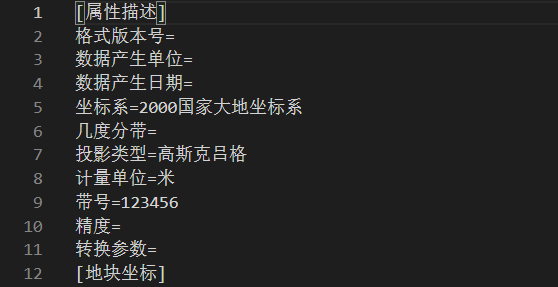 1 [属性描述]
2 格式版本号=
3 数据产生单位=
4 数据产生日期=
5 坐标系=2000国家大地坐标系
6 几度分带=
7 投影类型=高斯克吕格
8 计量单位=米
9 带号=123456
10 精度=
11 转换参数=
12 [地块坐标]